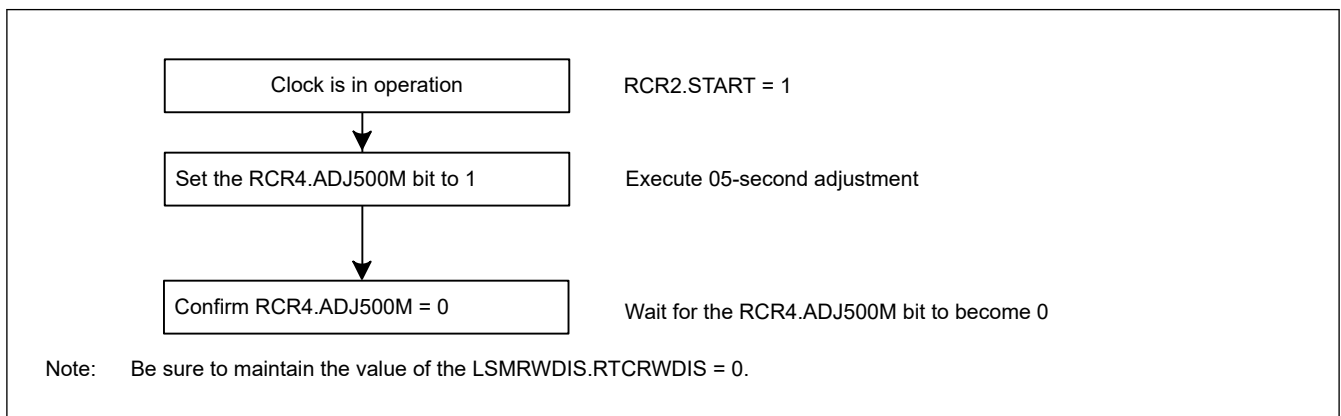 Clock is in operation
RCR2.START = 1
Set the RCR4.ADJ500M bit to 1
Execute 05-second adjustment
Confirm RCR4.ADJ500M = 0
Wait for the RCR4.ADJ500M bit to become 0
Note: Be sure to maintain the value of the LSMRWDIS.RTCRWDIS = 0.